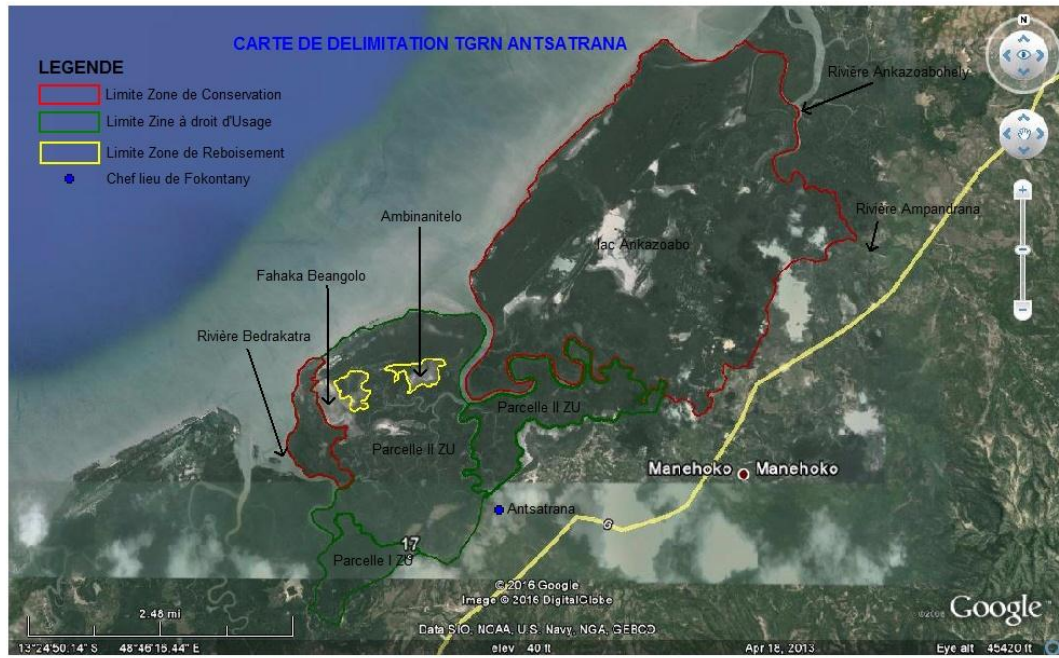 CARTE DE DELIMITATION TGRN ANTSATRANA
N
LEGENDE
Limite Zone de Conservation
Limite Zine à droit d'Usage
Limite Zone de Reboisement
Chef lieu de Fokontany
Rivière Ankazoabohely
Rivière Ampandrana
Ambinanitelo
lac Ankazoabo
Fahaka Beangolo
Rivière Bedrakatra
Parcelle II ZU
Parcelle II ZU
Manehoko Manehoko
Antsatrana
6
17
Parcelle I ZU
© 2016 Google
Image © 2016 DigitalGlobe
Data SIO, NOAA, U.S. Navy, NGA, GEBCO
Google
2.48 mi
13°24'50.14" S 48°46'16.44" E elev 40 ft Apr 18, 2013 Eye alt 45420 ft